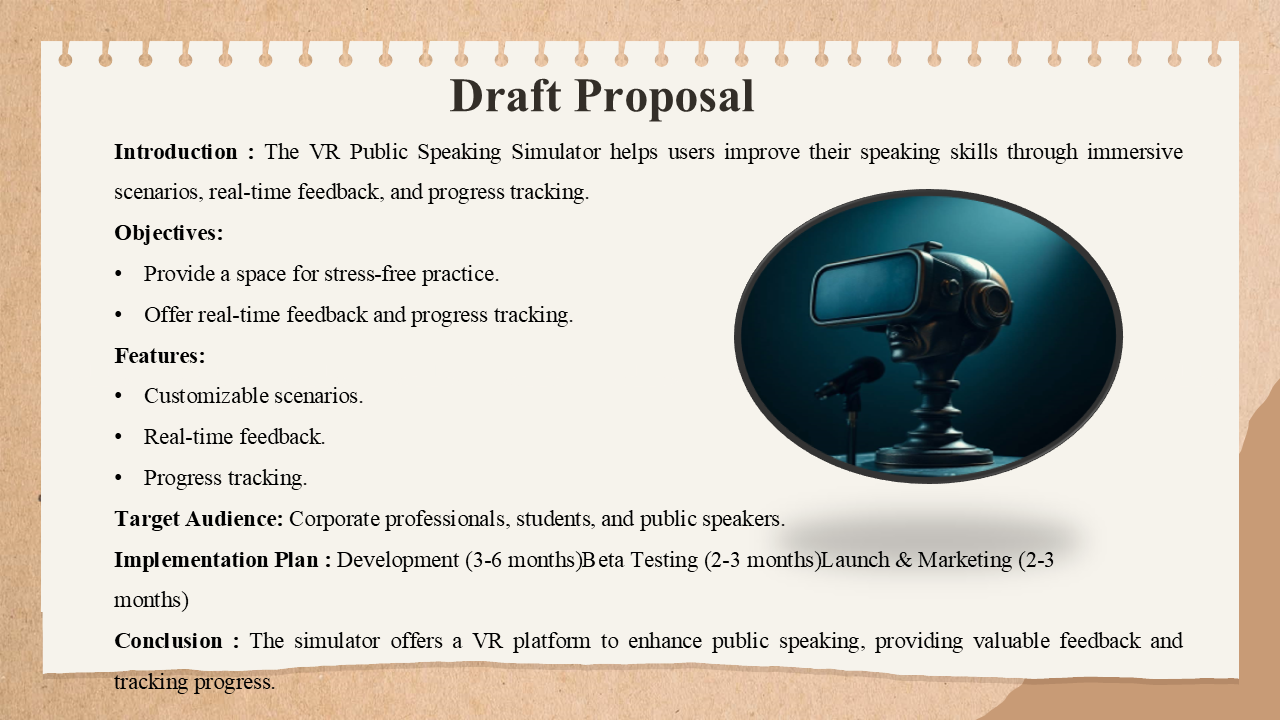 Draft Proposal
Introduction : The VR Public Speaking Simulator helps users improve their speaking skills through immersive
scenarios, real-time feedback, and progress tracking.
Objectives:
• Provide a space for stress-free practice.
• Offer real-time feedback and progress tracking.
Features:
• Customizable scenarios.
• Real-time feedback.
• Progress tracking.
Target Audience: Corporate professionals, students, and public speakers.
Implementation Plan : Development (3-6 months)Beta Testing (2-3 months)Launch & Marketing (2-3
months)
Conclusion : The simulator offers a VR platform to enhance public speaking, providing valuable feedback and
tracking progress.